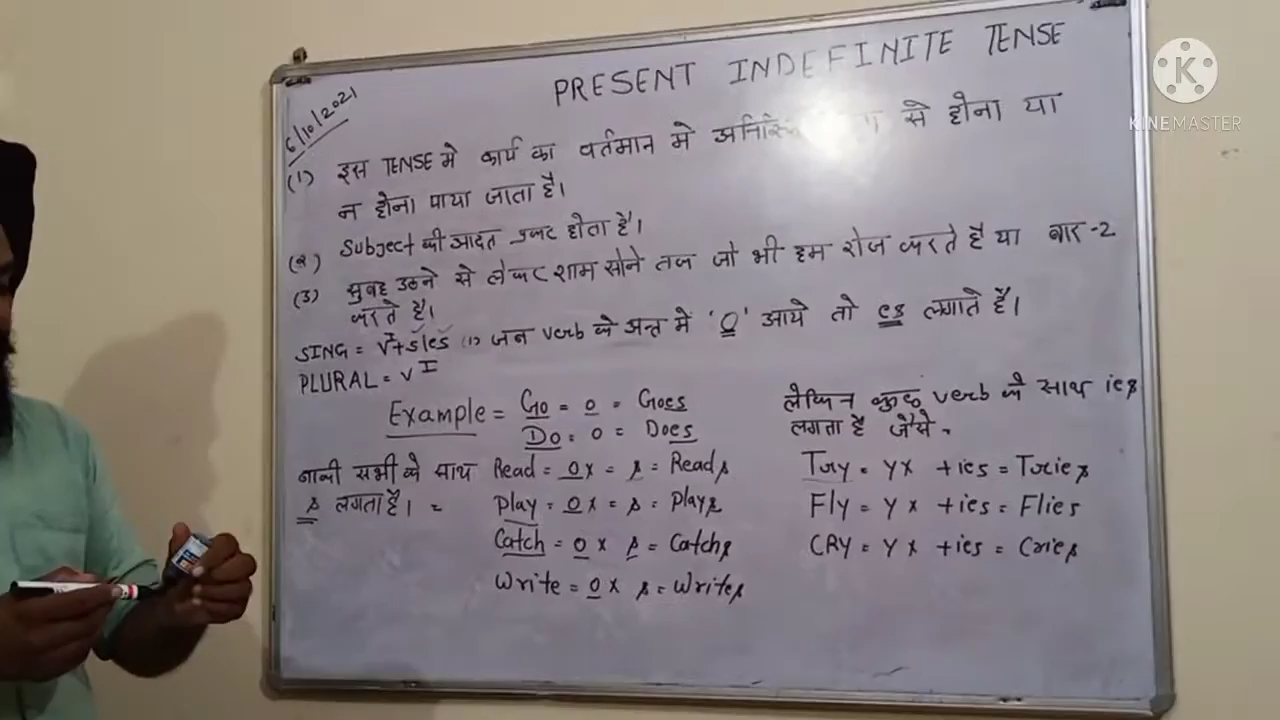 PRESENT INDEFINITE TENSE
6/10/2021
(1) इस TENSE मे कार्य का वर्तमान मे से होना या
न होना पाया जाता है।
(2) Subject की आदत प्रकट होता है।
(3) सुबह उठने से लेकर शाम सोने तक जो भी हम रोज करते है या बार-2
करते है।
SING = V+s/es (1) जब verb के अन्त मे 'O' आये तो es लगाते है।
PLURAL = V I
Example = Go = o = Goes
Do = o = Does
बाकी सभी के साथ Read = o x = s = Reads
s लगता है। = Play = o x = s = Plays
Catch = o x s = Catchs
Write = o x s = Writes
लेकिन कुछ verb के साथ ies
लगता है जैसे -
Try = Y x +ies = Tries
Fly = Y x +ies = Flies
CRY = Y x +ies = Cries
K
KINEMASTER